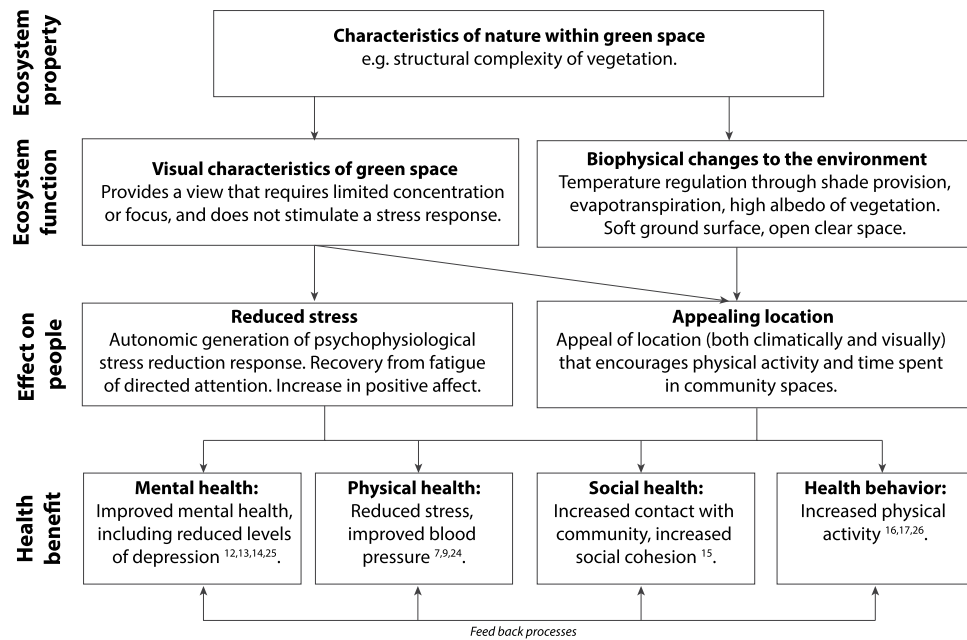 Ecosystem
property
Characteristics of nature within green space
e.g. structural complexity of vegetation.
Ecosystem
function
Visual characteristics of green space
Provides a view that requires limited concentration
or focus, and does not stimulate a stress response.
Biophysical changes to the environment
Temperature regulation through shade provision,
evapotranspiration, high albedo of vegetation.
Soft ground surface, open clear space.
Effect on
people
Reduced stress
Autonomic generation of psychophysiological
stress reduction response. Recovery from fatigue
of directed attention. Increase in positive affect.
Appealing location
Appeal of location (both climatically and visually)
that encourages physical activity and time spent
in community spaces.
Health
benefit
Mental health:
Improved mental health,
including reduced levels
of depression 12,13,14,25.
Physical health:
Reduced stress,
improved blood
pressure 7,9,24.
Social health:
Increased contact with
community, increased
social cohesion 15.
Health behavior:
Increased physical
activity 16,17,26.
Feed back processes